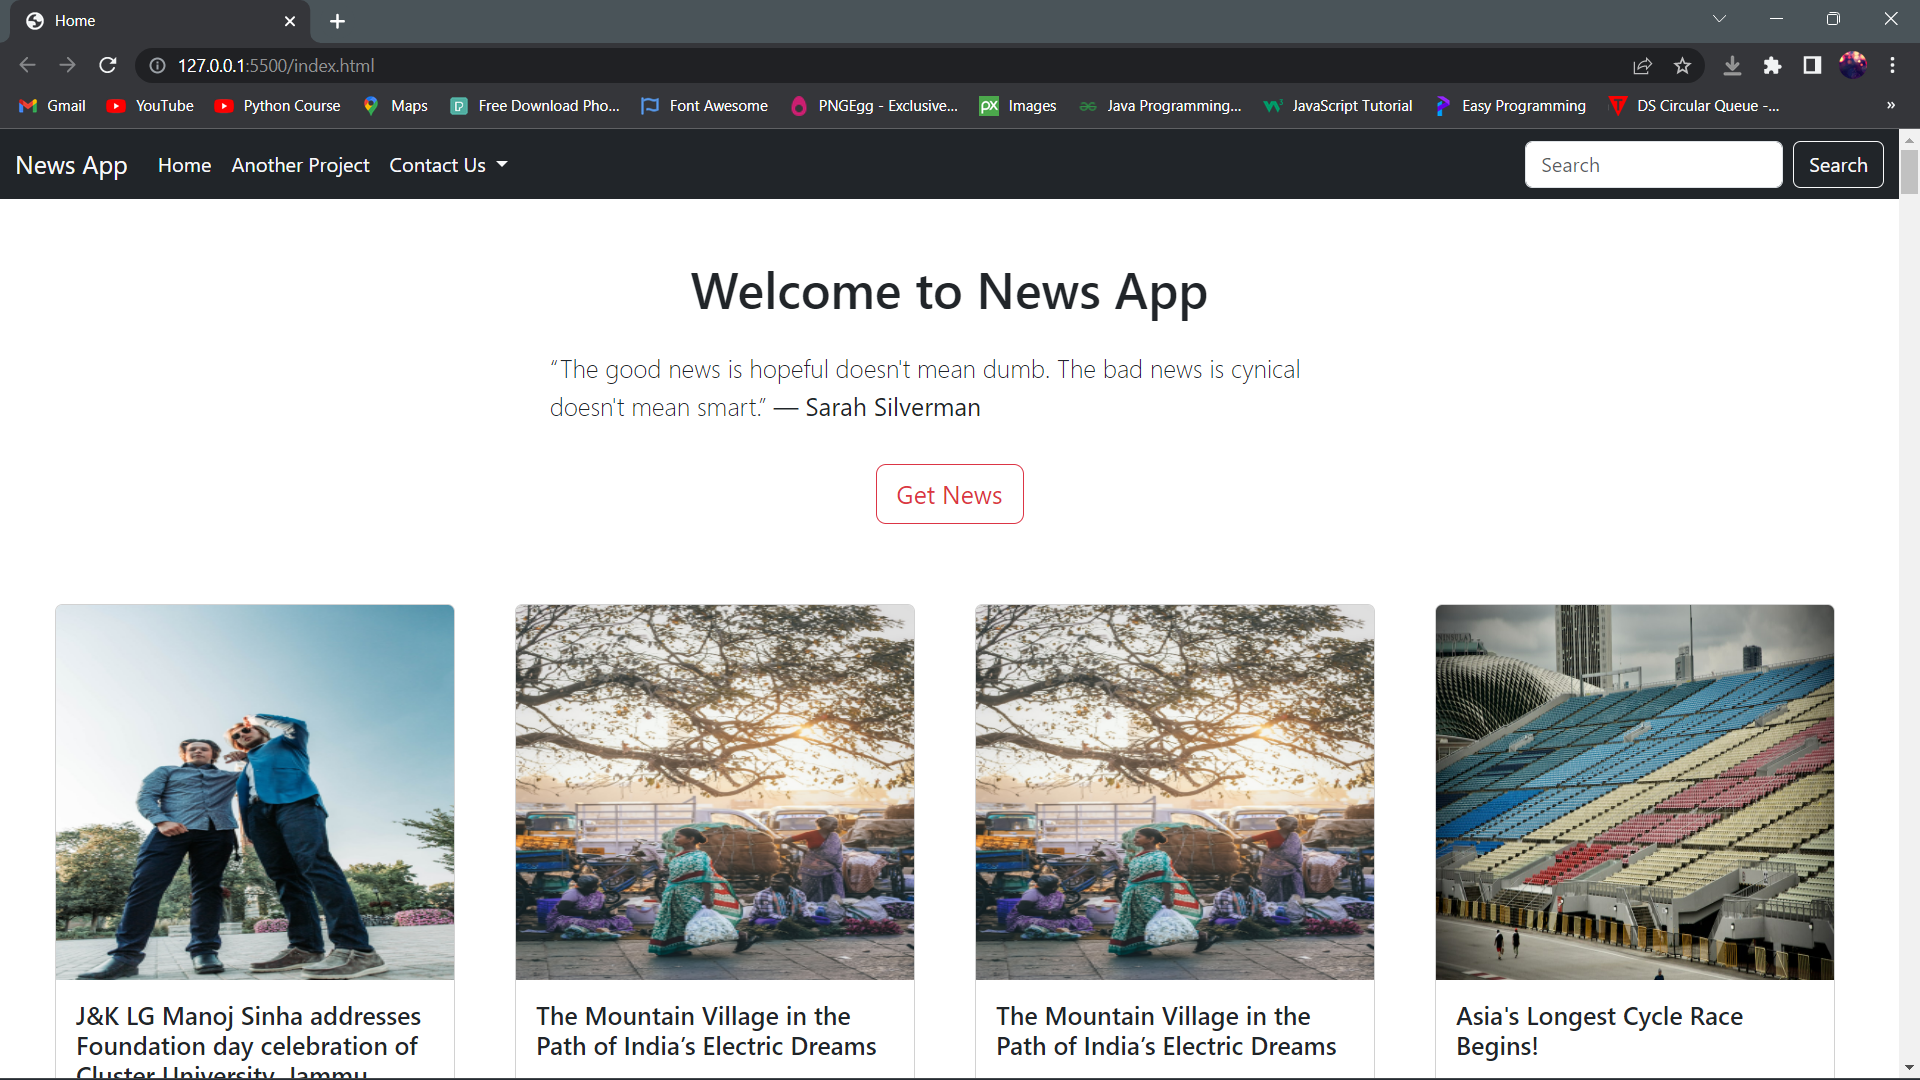 Home
127.0.0.1:5500/index.html
Gmail YouTube Python Course Maps Free Download Pho... Font Awesome PNGEgg - Exclusive... Images Java Programming,... JavaScript Tutorial Easy Programming DS Circular Queue -... »
News App Home Another Project Contact Us Search Search
Welcome to News App
“The good news is hopeful doesn't mean dumb. The bad news is cynical
doesn't mean smart.” — Sarah Silverman
Get News
J&K LG Manoj Sinha addresses
Foundation day celebration of
Cluster University, Jammu
The Mountain Village in the
Path of India’s Electric Dreams
The Mountain Village in the
Path of India’s Electric Dreams
Asia's Longest Cycle Race
Begins!